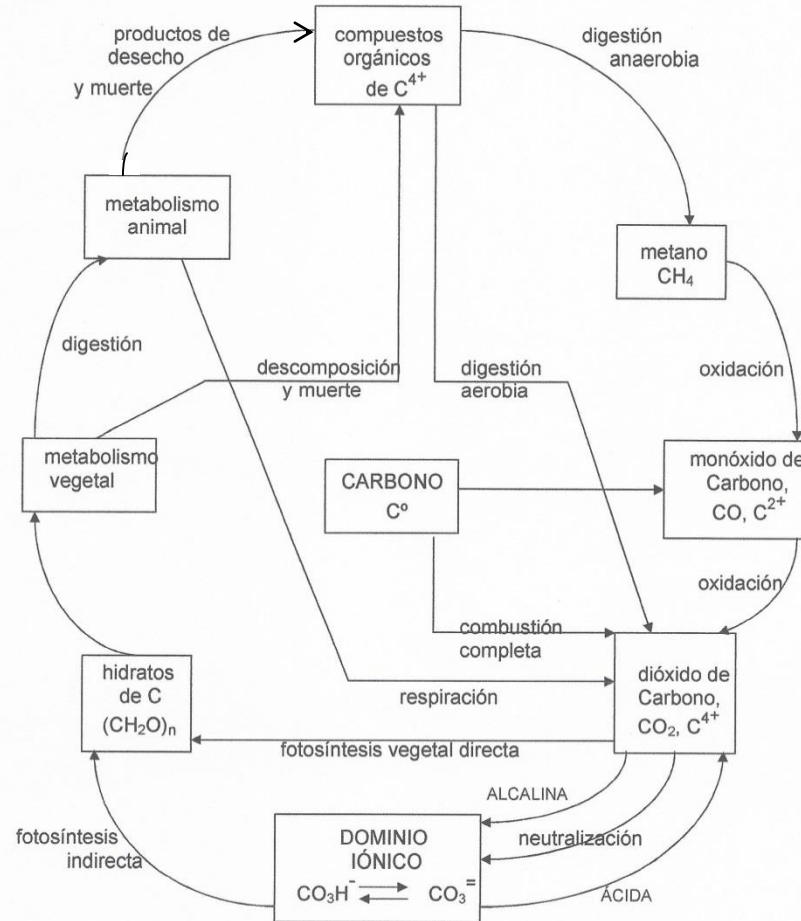 productos de
desecho
y muerte
compuestos
orgánicos
de C⁴⁺
digestión
anaerobia
metabolismo
animal
metano
CH₄
digestión
descomposición
y muerte
digestión
aerobia
oxidación
metabolismo
vegetal
CARBONO
Cº
monóxido de
Carbono,
CO, C²⁺
oxidación
combustión
completa
hidratos
de C
(CH₂O)ₙ
respiración
dióxido de
Carbono,
CO₂, C⁴⁺
fotosíntesis vegetal directa
ALCALINA
fotosíntesis
indirecta
DOMINIO
IÓNICO
CO₃H⁻ ⇄ CO₃⁼
neutralización
ÁCIDA